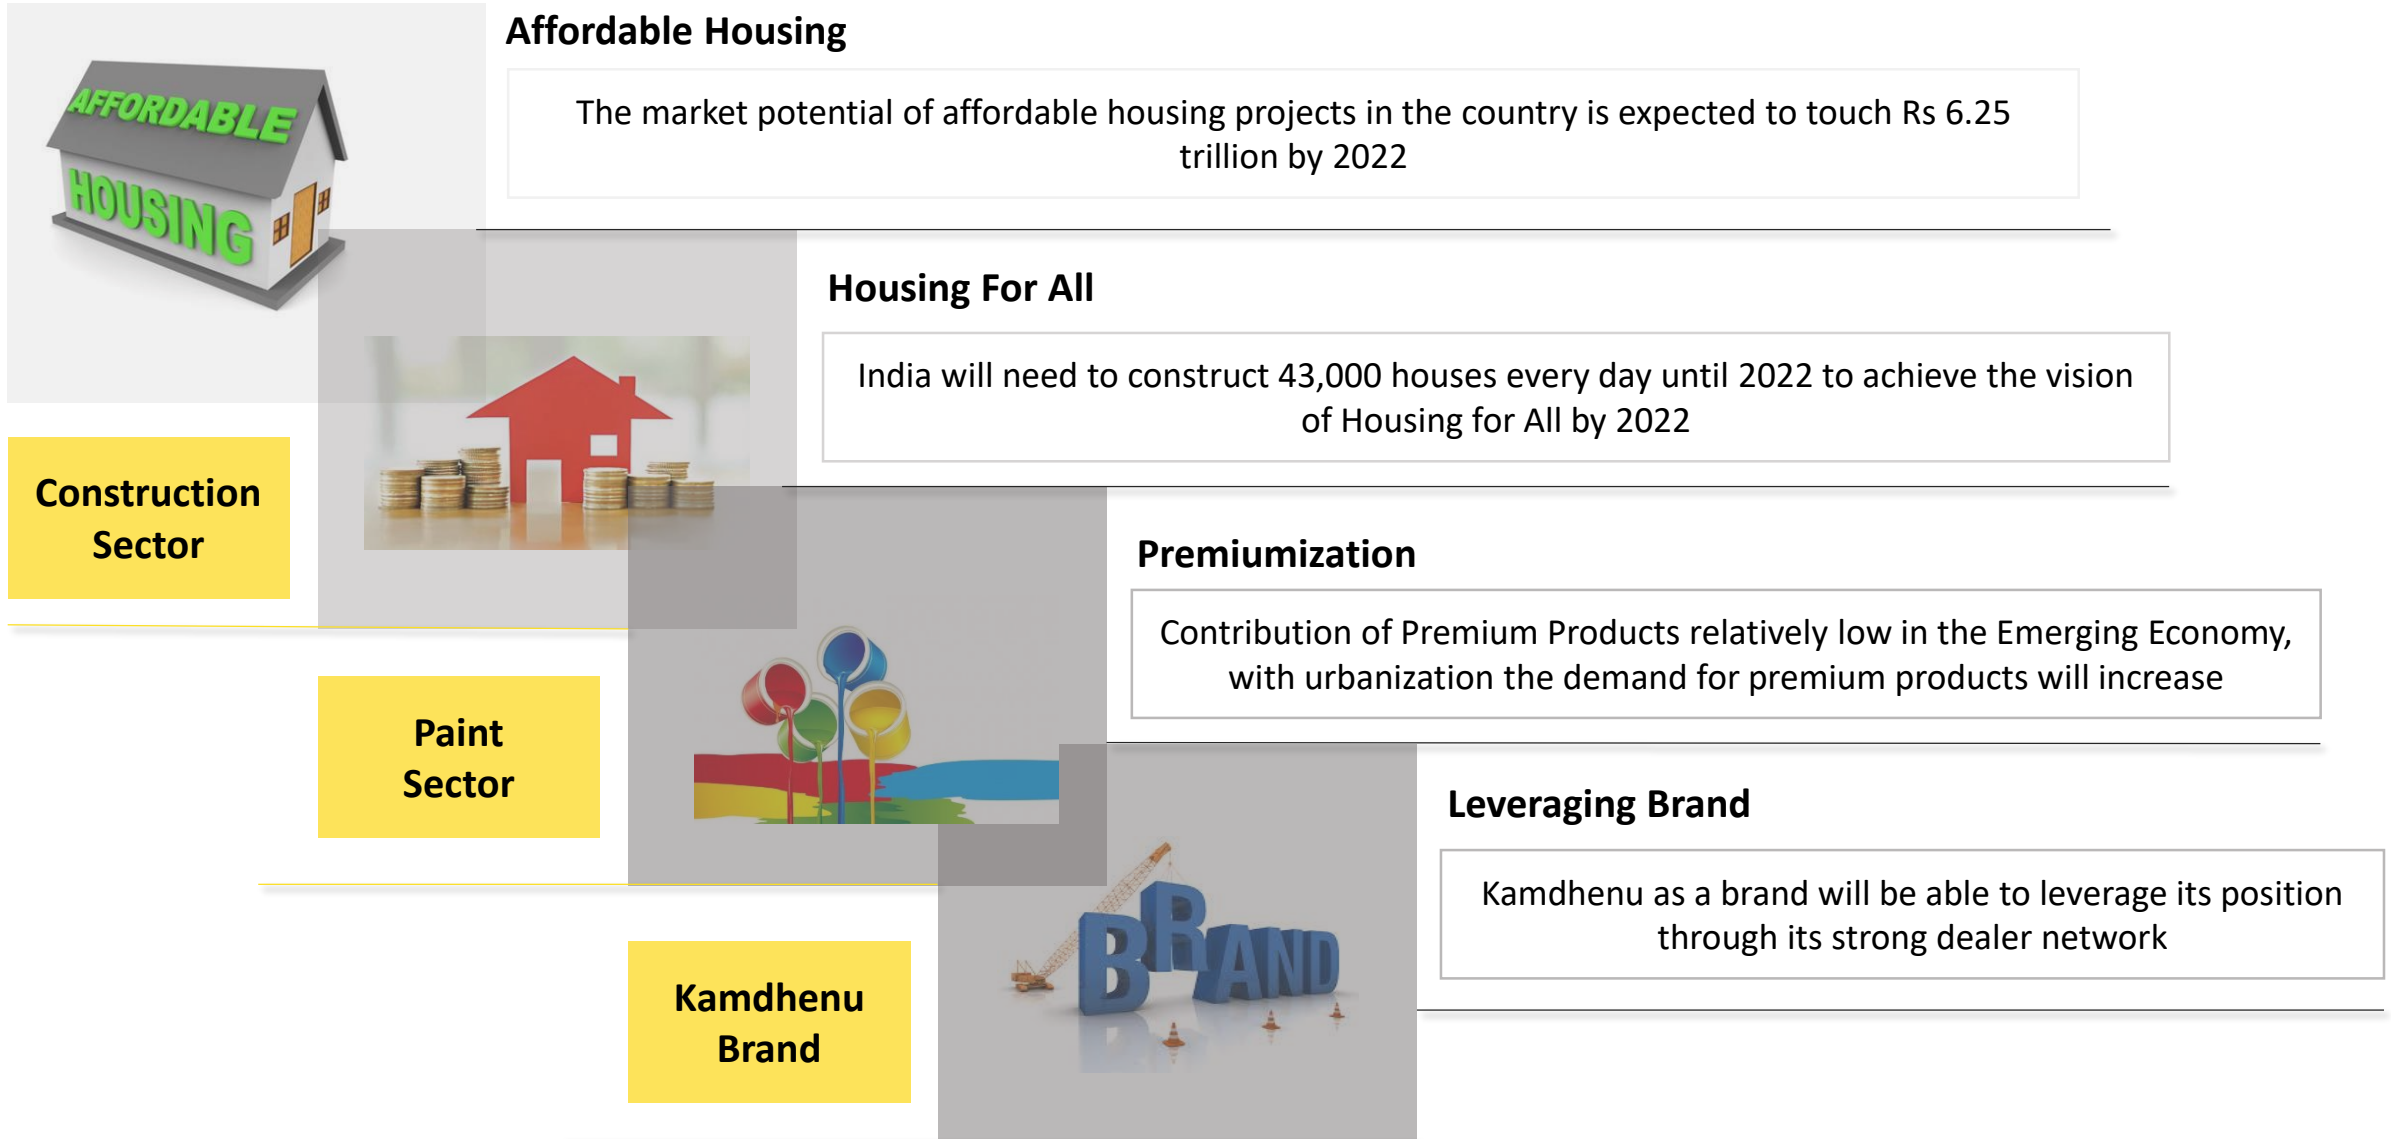 Affordable Housing
AFFORDABLE
HOUSING
The market potential of affordable housing projects in the country is expected to touch Rs 6.25
trillion by 2022
Housing For All
India will need to construct 43,000 houses every day until 2022 to achieve the vision
of Housing for All by 2022
Construction
Sector
Premiumization
Contribution of Premium Products relatively low in the Emerging Economy,
with urbanization the demand for premium products will increase
Paint
Sector
Leveraging Brand
Kamdhenu as a brand will be able to leverage its position
through its strong dealer network
BRAND
Kamdhenu
Brand